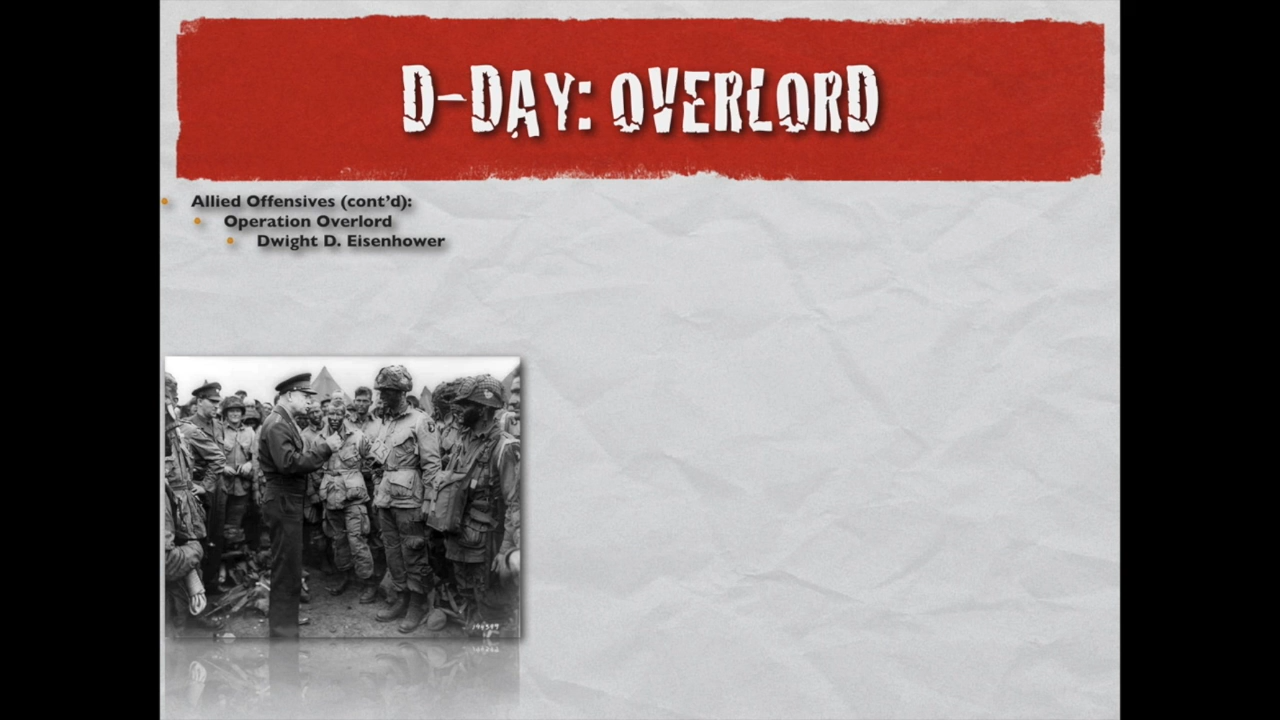 D-DAY: OVERLORD
Allied Offensives (cont'd):
Operation Overlord
Dwight D. Eisenhower